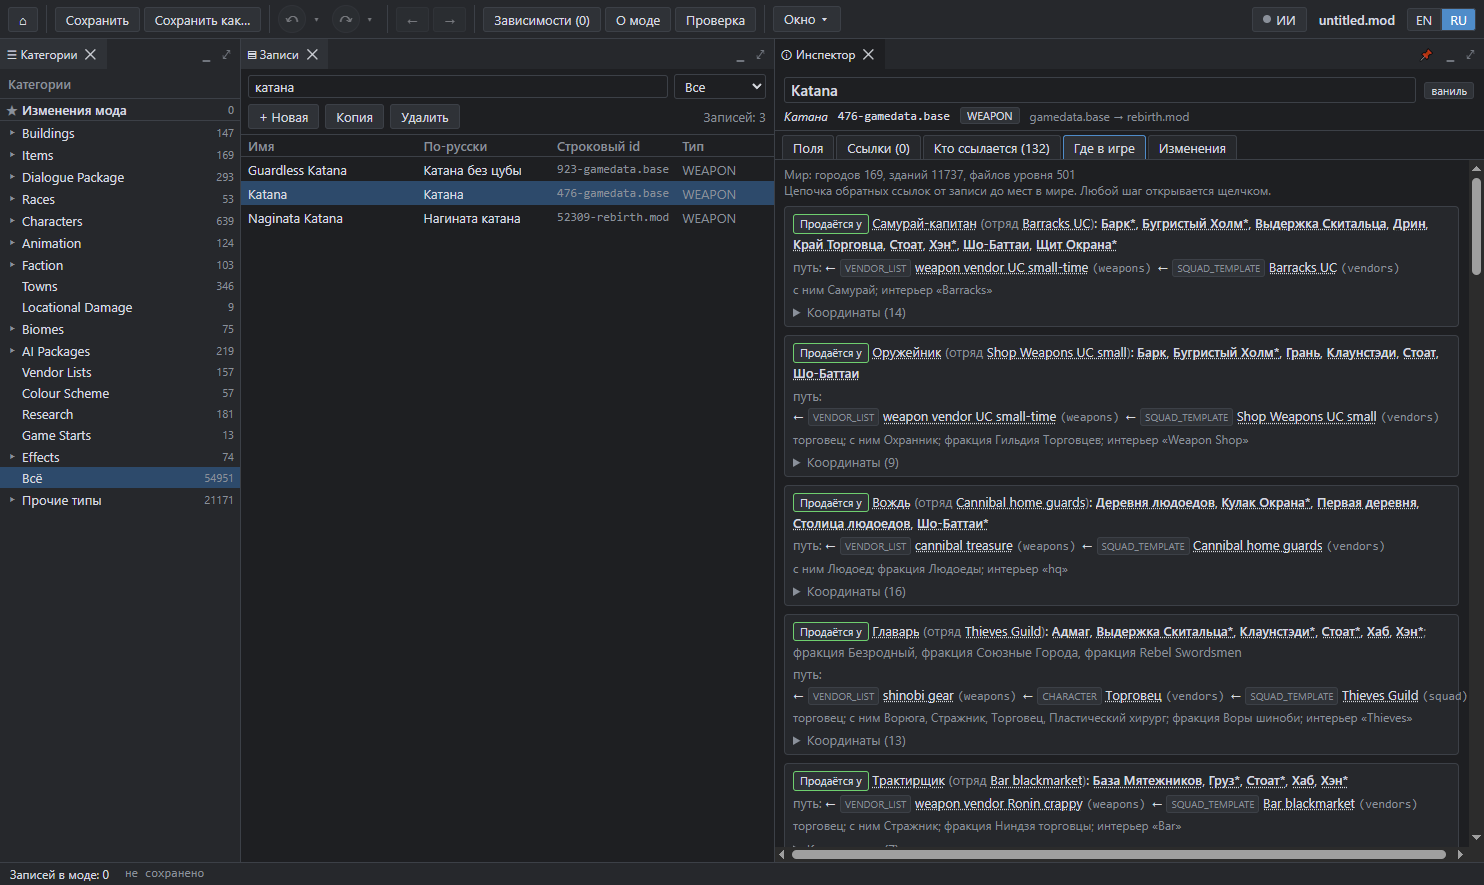 Сохранить Сохранить как... Зависимости (0) О моде Проверка Окно ИИ untitled.mod EN RU
Категории
Категории
Изменения мода 0
Buildings 147
Items 169
Dialogue Package 293
Races 53
Characters 639
Animation 124
Faction 103
Towns 346
Locational Damage 9
Biomes 75
AI Packages 219
Vendor Lists 157
Colour Scheme 57
Research 181
Game Starts 13
Effects 74
Всё 54951
Прочие типы 21171
Записи
катана Все
+ Новая Копия Удалить Записей: 3
Имя По-русски Строковый id Тип
Guardless Katana Катана без цубы 923-gamedata.base WEAPON
Katana Катана 476-gamedata.base WEAPON
Naginata Katana Нагината катана 52309-rebirth.mod WEAPON
Инспектор
Katana ваниль
Катана 476-gamedata.base WEAPON gamedata.base → rebirth.mod
Поля Ссылки (0) Кто ссылается (132) Где в игре Изменения
Мир: городов 169, зданий 11737, файлов уровня 501
Цепочка обратных ссылок от записи до мест в мире. Любой шаг открывается щелчком.
Продаётся у Самурай-капитан (отряд Barracks UC): Барк*, Бугристый Холм*, Выдержка Скитальца, Дрин,
Край Торговца, Стоат, Хэн*, Шо-Баттаи, Щит Окрана*
путь: ← VENDOR_LIST weapon vendor UC small-time (weapons) ← SQUAD_TEMPLATE Barracks UC (vendors)
с ним Самурай; интерьер «Barracks»
Координаты (14)
Продаётся у Оружейник (отряд Shop Weapons UC small): Барк, Бугристый Холм*, Грань, Клаунстэди, Стоат,
Шо-Баттаи
путь:
← VENDOR_LIST weapon vendor UC small-time (weapons) ← SQUAD_TEMPLATE Shop Weapons UC small (vendors)
торговец; с ним Охранник; фракция Гильдия Торговцев; интерьер «Weapon Shop»
Координаты (9)
Продаётся у Вождь (отряд Cannibal home guards): Деревня людоедов, Кулак Окрана*, Первая деревня,
Столица людоедов, Шо-Баттаи*
путь: ← VENDOR_LIST cannibal treasure (weapons) ← SQUAD_TEMPLATE Cannibal home guards (vendors)
с ним Людоед; фракция Людоеды; интерьер «hq»
Координаты (16)
Продаётся у Главарь (отряд Thieves Guild): Адмаг, Выдержка Скитальца*, Клаунстэди*, Стоат*, Хаб, Хэн*;
фракция Безродный, фракция Союзные Города, фракция Rebel Swordsmen
путь:
← VENDOR_LIST shinobi gear (weapons) ← CHARACTER Торговец (vendors) ← SQUAD_TEMPLATE Thieves Guild (squad)
торговец; с ним Ворюга, Стражник, Торговец, Пластический хирург; фракция Воры шиноби; интерьер «Thieves»
Координаты (13)
Продаётся у Трактирщик (отряд Bar blackmarket): База Мятежников, Груз*, Стоат*, Хаб, Хэн*
путь: ← VENDOR_LIST weapon vendor Ronin crappy (weapons) ← SQUAD_TEMPLATE Bar blackmarket (vendors)
торговец; с ним Стражник; фракция Ниндзя торговцы; интерьер «Bar»
Записей в моде: 0 не сохранено